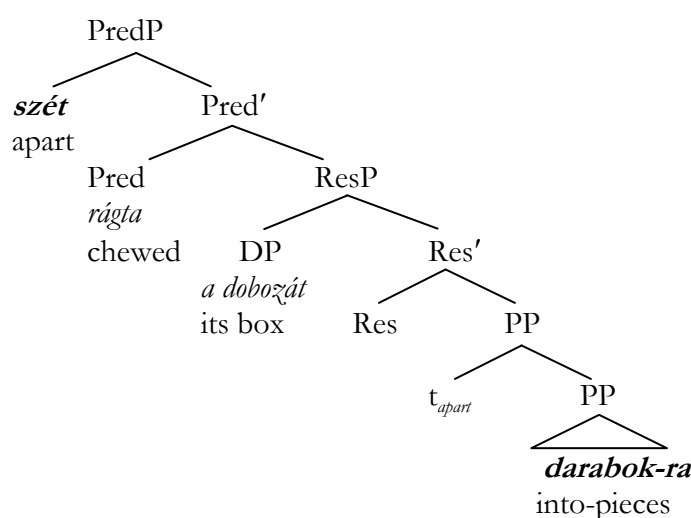 PredP
szét Pred′
apart
Pred ResP
rágta
chewed DP Res′
a dobozát
its box Res PP
t_apart PP
darabok-ra
into-pieces